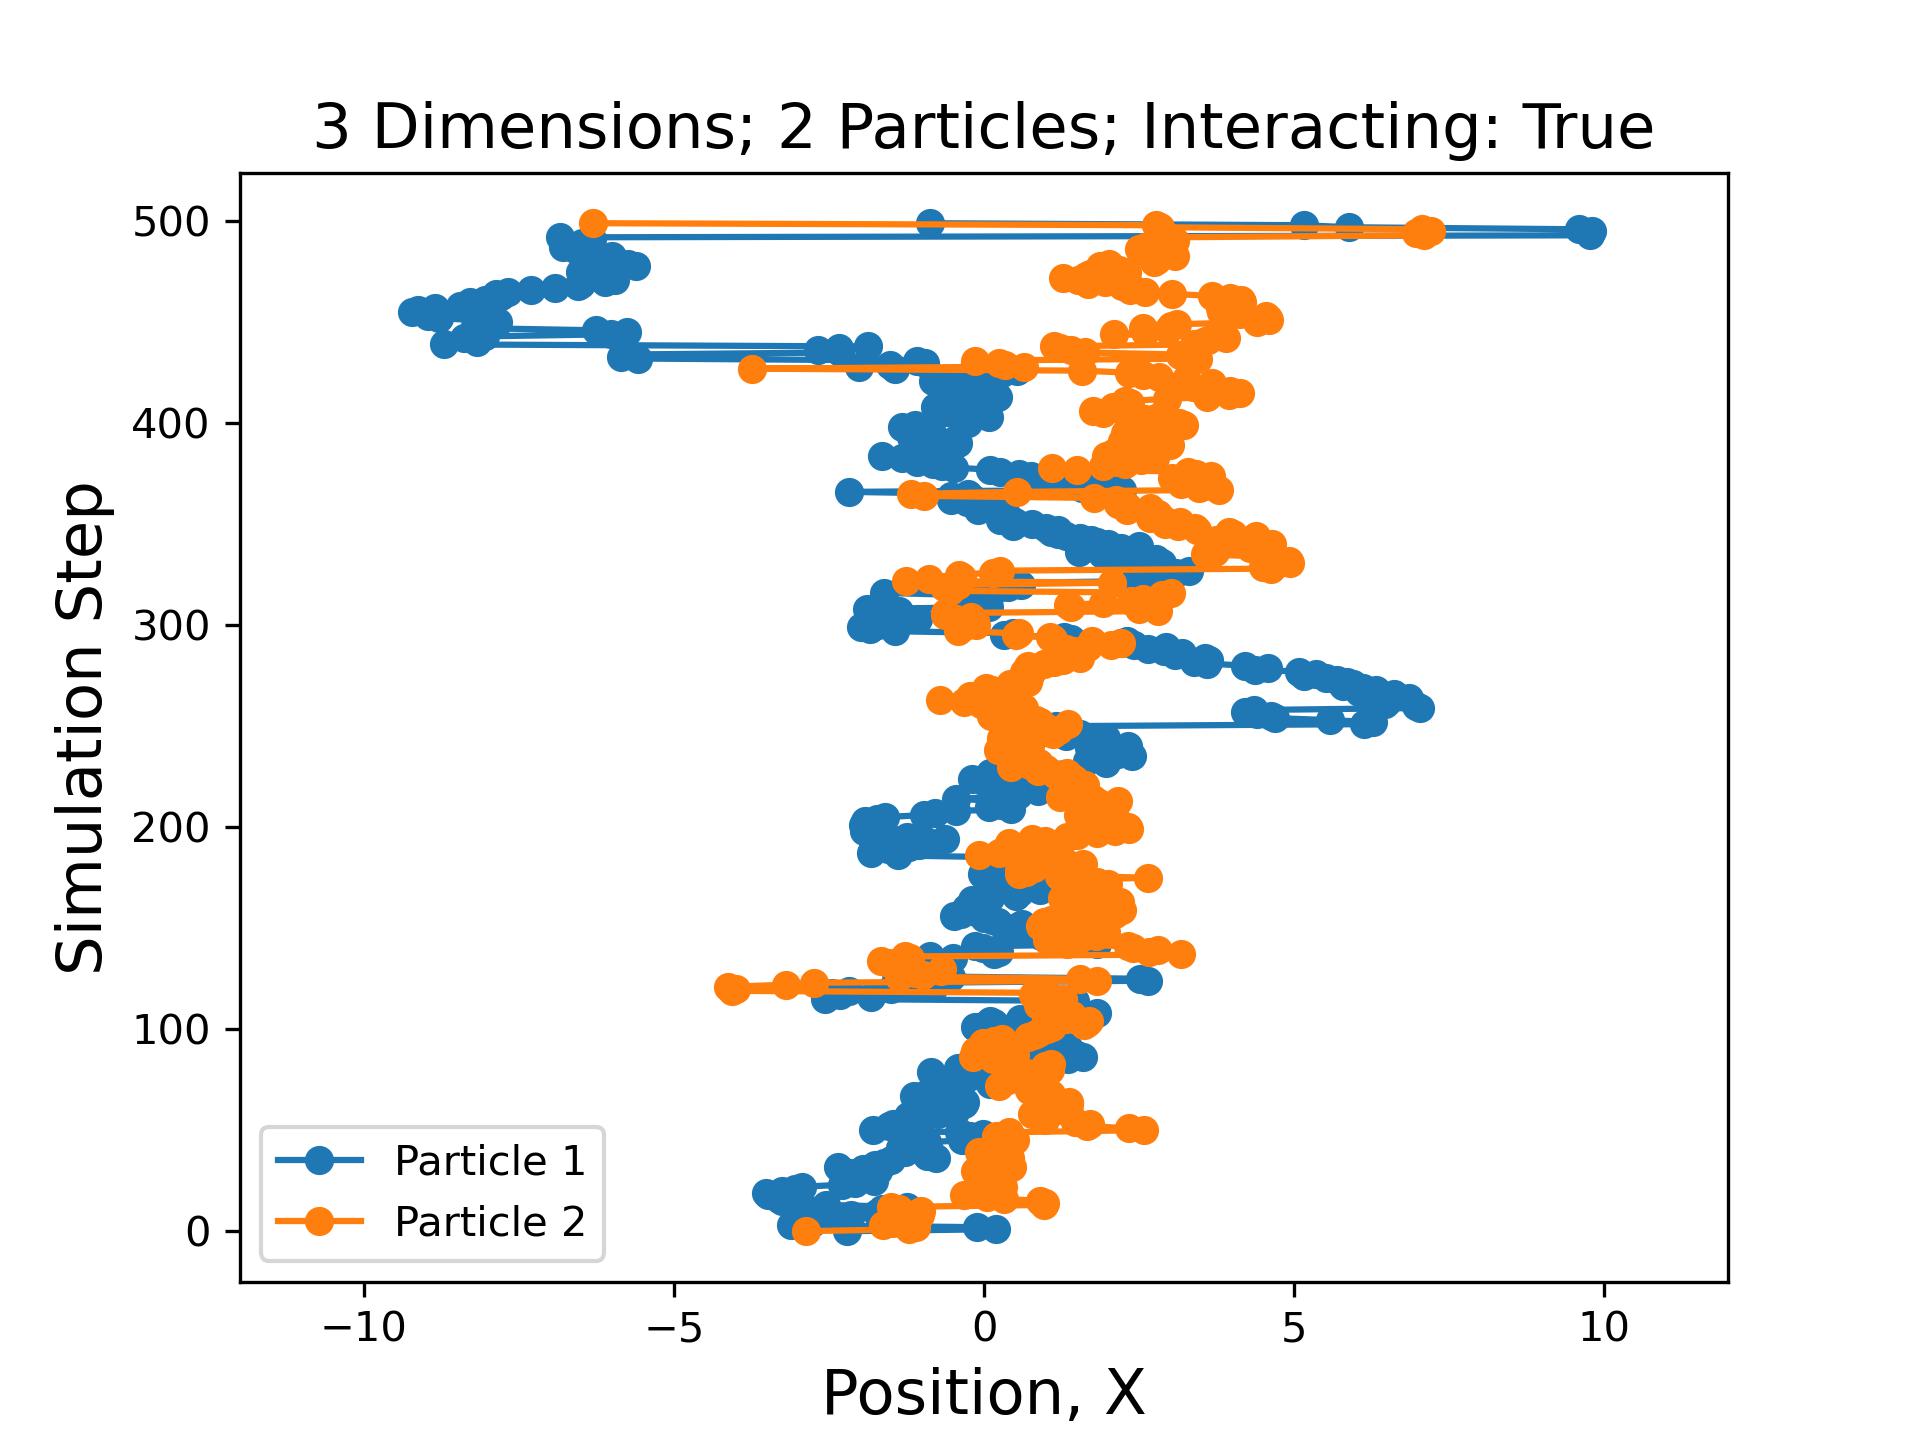 3 Dimensions; 2 Particles; Interacting: True
Simulation Step
500
400
300
200
100
0
Particle 1
Particle 2
−10
−5
0
5
10
Position, X